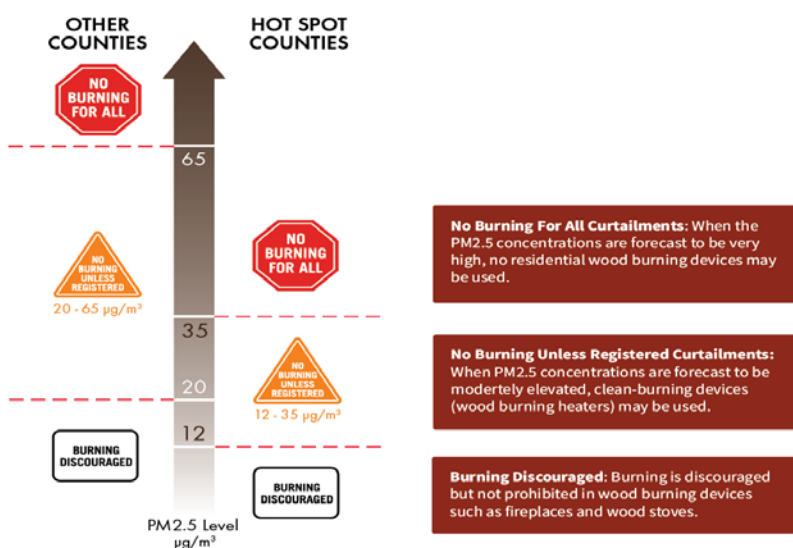 OTHER
COUNTIES
HOT SPOT
COUNTIES
NO
BURNING
FOR ALL
65
NO
BURNING
UNLESS
REGISTERED
20 - 65 µg/m³
NO
BURNING
FOR ALL
35
20
NO
BURNING
UNLESS
REGISTERED
12 - 35 µg/m³
12
BURNING
DISCOURAGED
BURNING
DISCOURAGED
PM2.5 Level
µg/m³
No Burning For All Curtailments: When the
PM2.5 concentrations are forecast to be very
high, no residential wood burning devices may
be used.
No Burning Unless Registered Curtailments:
When PM2.5 concentrations are forecast to be
modertely elevated, clean-burning devices
(wood burning heaters) may be used.
Burning Discouraged: Burning is discouraged
but not prohibited in wood burning devices
such as fireplaces and wood stoves.